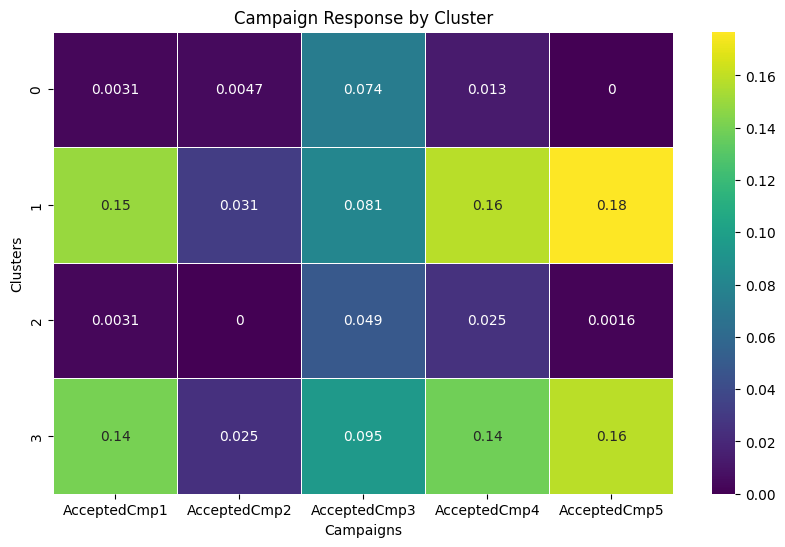 Campaign Response by Cluster
0.0031 0.0047 0.074 0.013 0
0.15 0.031 0.081 0.16 0.18
0.0031 0 0.049 0.025 0.0016
0.14 0.025 0.095 0.14 0.16
0
1
2
3
Clusters
AcceptedCmp1 AcceptedCmp2 AcceptedCmp3 AcceptedCmp4 AcceptedCmp5
Campaigns
0.16
0.14
0.12
0.10
0.08
0.06
0.04
0.02
0.00